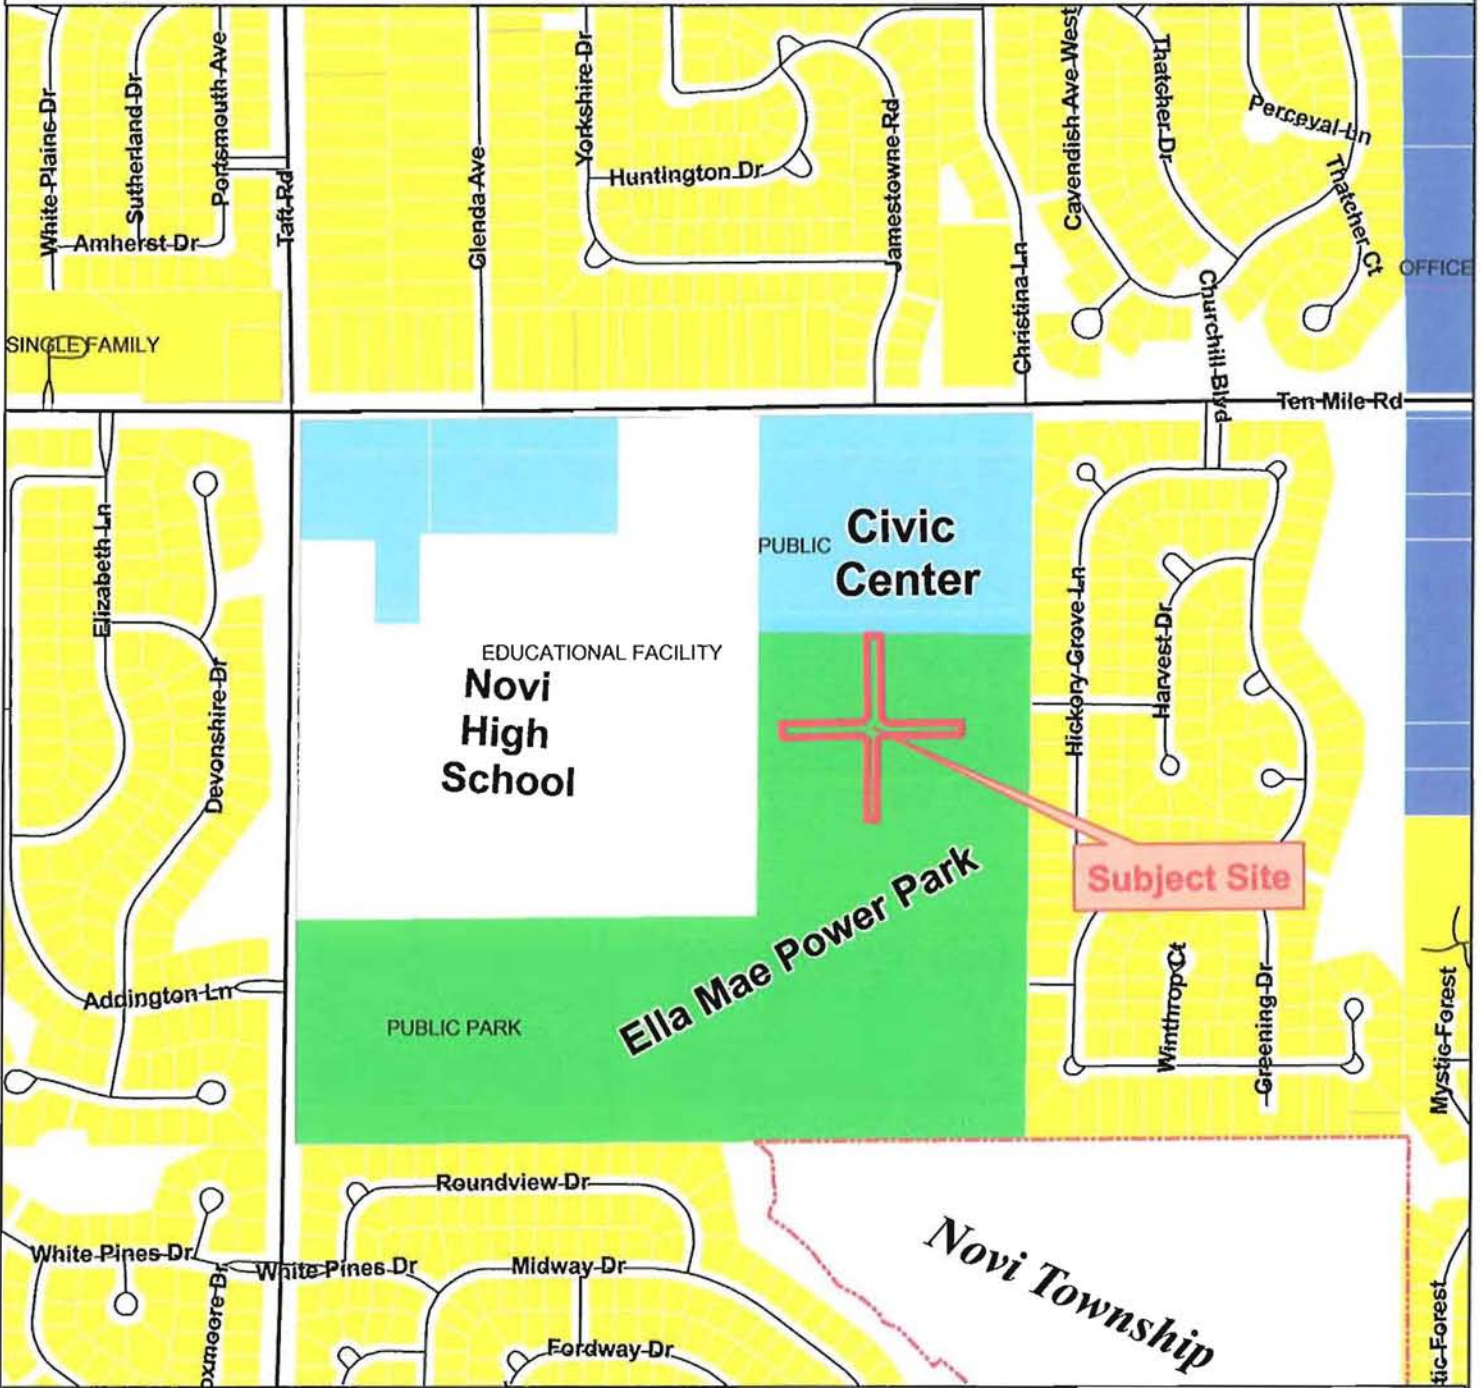 White Plains Dr
Sutherland Dr
Portsmouth Ave
Taft Rd
Glenda Ave
Yorkshire Dr
Huntington Dr
Jamestowne Rd
Christina Ln
Cavendish Ave West
Thatcher Dr
Perceval Ln
Thatcher Ct
Amherst Dr
OFFICE
SINGLE FAMILY
Churchill Blvd
Ten Mile Rd
Elizabeth Ln
Devonshire Dr
PUBLIC
Civic
Center
EDUCATIONAL FACILITY
Novi
High
School
Hickory Grove Ln
Harvest Dr
Subject Site
Ella Mae Power Park
Winthrop Ct
Greening Dr
Mystic Forest
Addington Ln
PUBLIC PARK
Roundview Dr
White Pines Dr
White Pines Dr
Midway Dr
oxmoore Dr
Fordway Dr
Novi Township
tic Forest